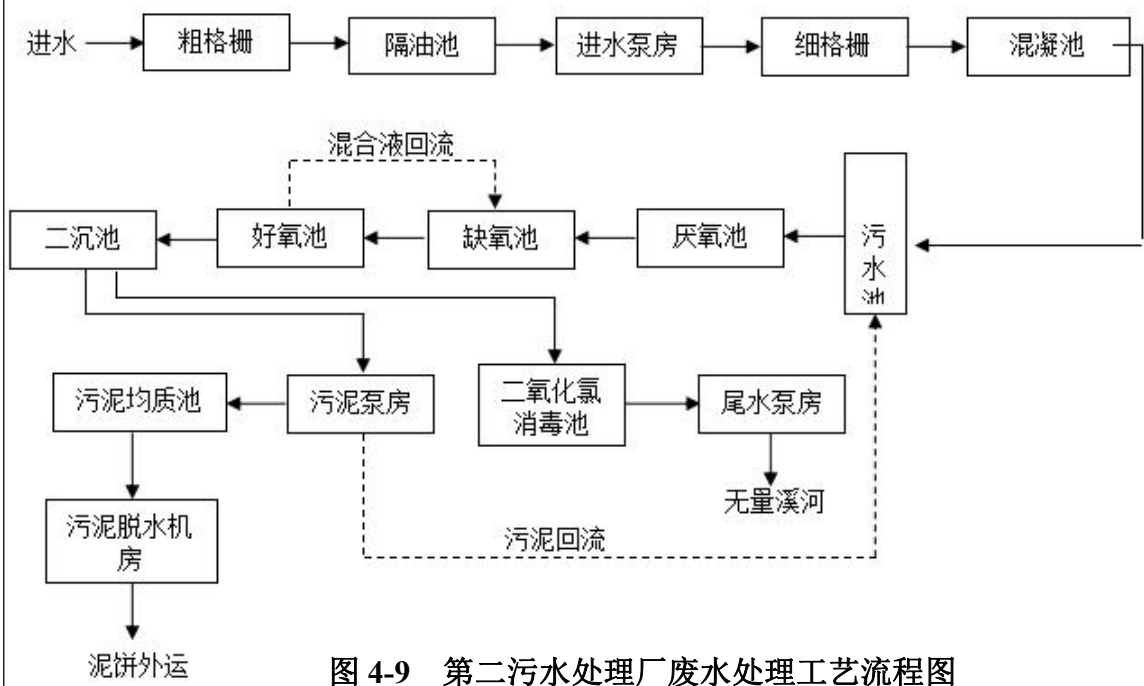 进水
粗格栅
隔油池
进水泵房
细格栅
混凝池
混合液回流
二沉池
好氧池
缺氧池
厌氧池
污
水
池
污泥均质池
污泥泵房
二氧化氯
消毒池
尾水泵房
无量溪河
污泥脱水机
房
污泥回流
泥饼外运
图 4-9 第二污水处理厂废水处理工艺流程图